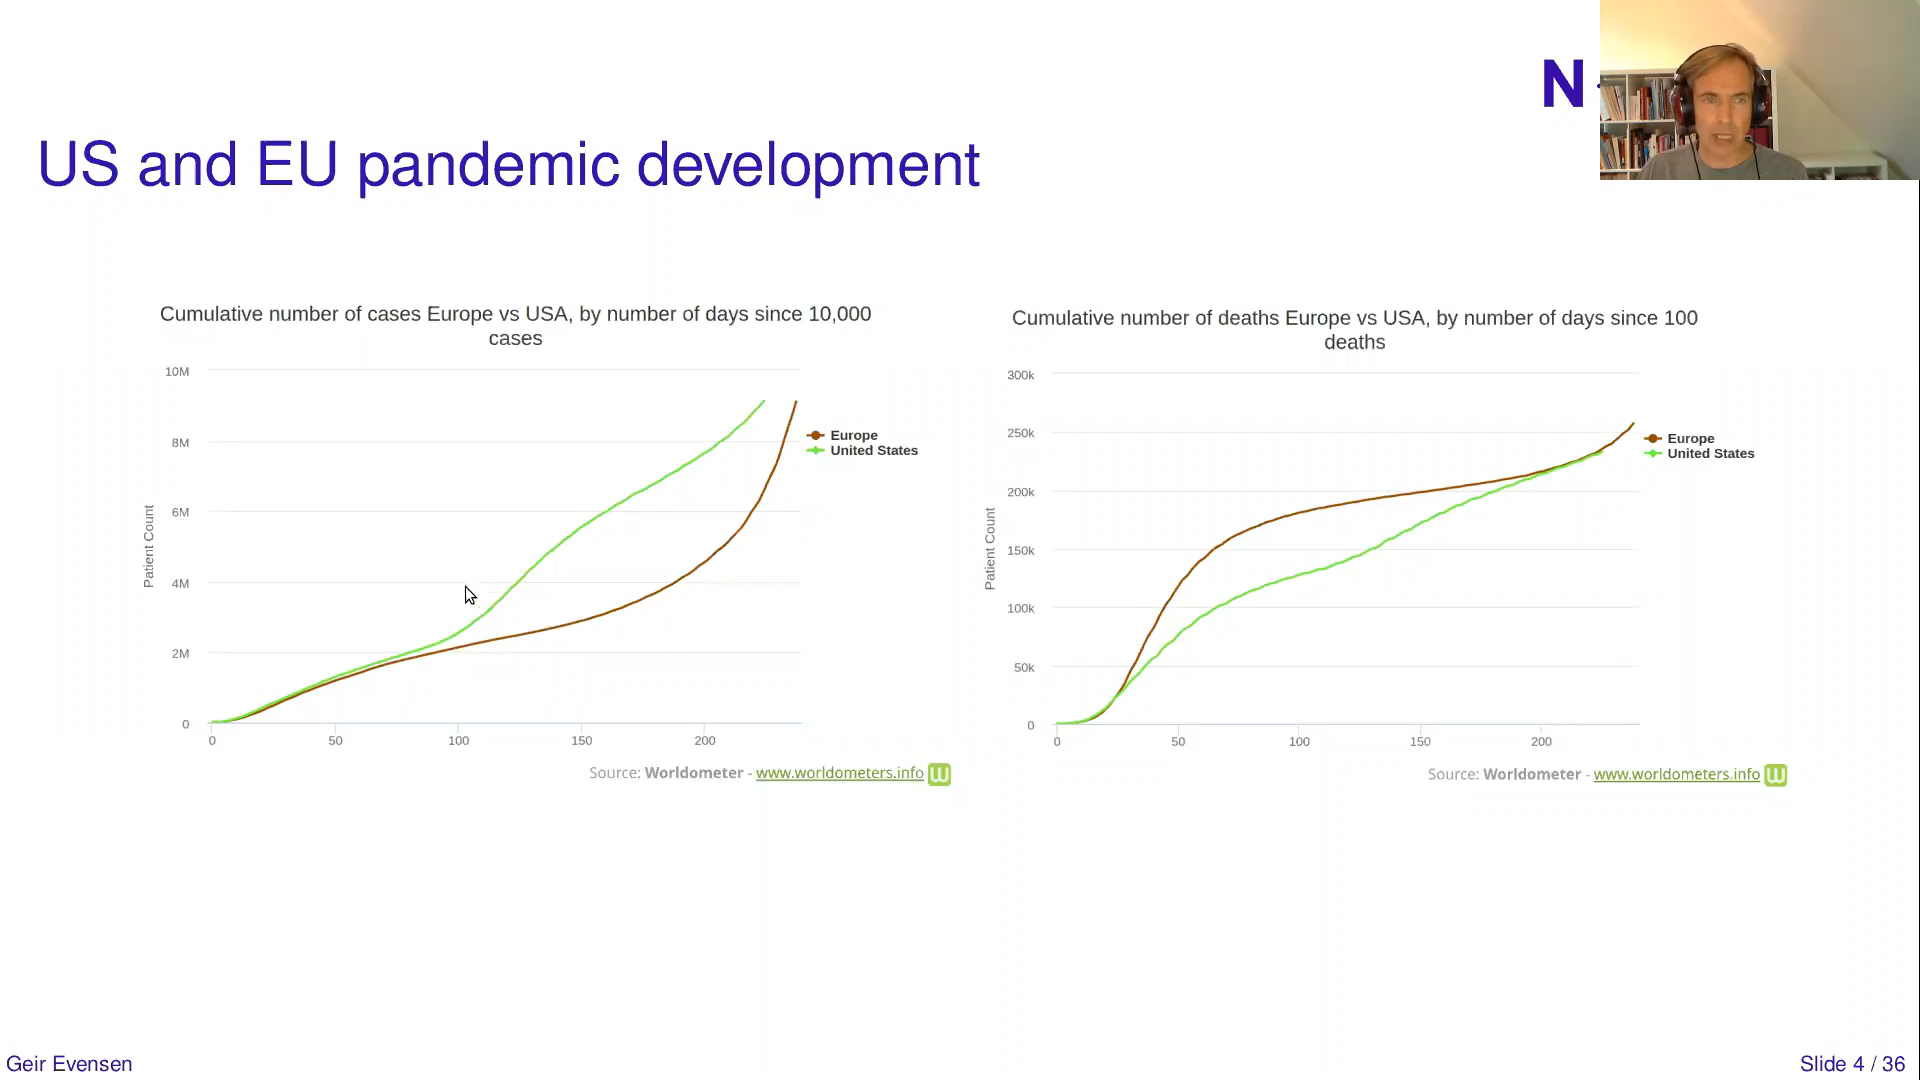 N
US and EU pandemic development
Cumulative number of cases Europe vs USA, by number of days since 10,000
cases
10M
8M
6M
4M
2M
0
Patient Count
0 50 100 150 200
Europe
United States
Source: Worldometer - www.worldometers.info W
Cumulative number of deaths Europe vs USA, by number of days since 100
deaths
300k
250k
200k
150k
100k
50k
0
Patient Count
0 50 100 150 200
Europe
United States
Source: Worldometer - www.worldometers.info W
Geir Evensen
Slide 4 / 36